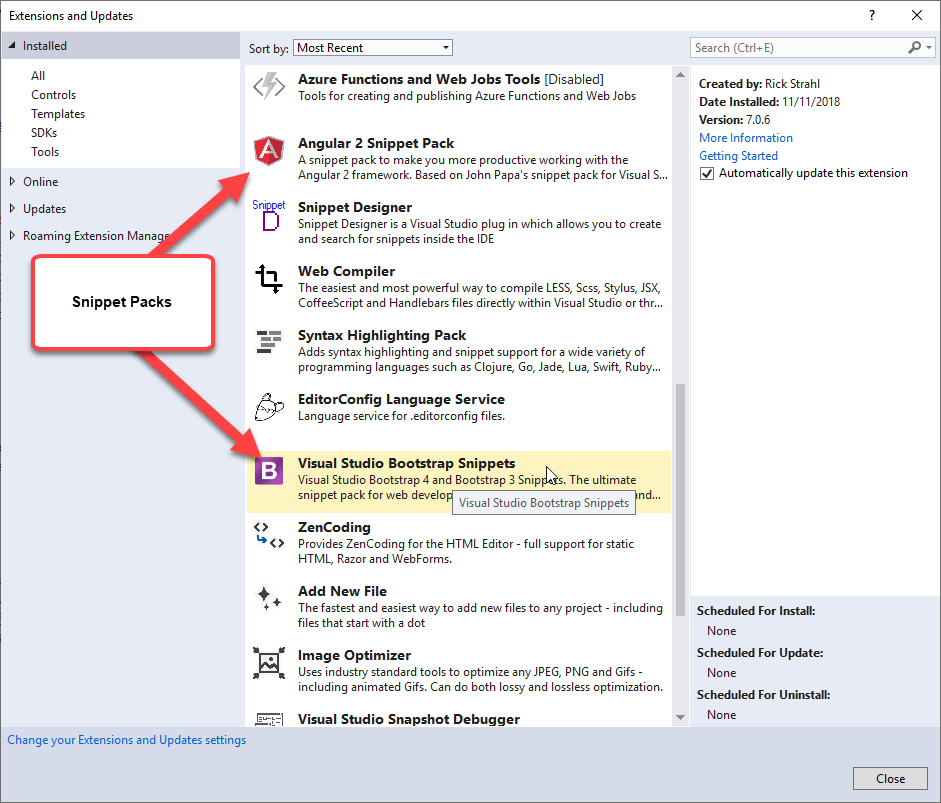 Extensions and Updates
Installed
All
Controls
Templates
SDKs
Tools
Online
Updates
Roaming Extension Manage
Snippet Packs
Sort by: Most Recent
Azure Functions and Web Jobs Tools [Disabled]
Tools for creating and publishing Azure Functions and Web Jobs
Angular 2 Snippet Pack
A snippet pack to make you more productive working with the
Angular 2 framework. Based on John Papa's snippet pack for Visual S...
Snippet
D
Snippet Designer
Snippet Designer is a Visual Studio plug in which allows you to create
and search for snippets inside the IDE
Web Compiler
The easiest and most powerful way to compile LESS, Scss, Stylus, JSX,
CoffeeScript and Handlebars files directly within Visual Studio or thr...
Syntax Highlighting Pack
Adds syntax highlighting and snippet support for a wide variety of
programming languages such as Clojure, Go, Jade, Lua, Swift, Ruby...
EditorConfig Language Service
Language service for .editorconfig files.
B
Visual Studio Bootstrap Snippets
Visual Studio Bootstrap 4 and Bootstrap 3 Snippets. The ultimate
snippet pack for web develop and...
Visual Studio Bootstrap Snippets
ZenCoding
Provides ZenCoding for the HTML Editor - full support for static
HTML, Razor and WebForms.
Add New File
The fastest and easiest way to add new files to any project - including
files that start with a dot
Image Optimizer
Uses industry standard tools to optimize any JPEG, PNG and Gifs -
including animated Gifs. Can do both lossy and lossless optimization.
Visual Studio Snapshot Debugger
Search (Ctrl+E)
Created by: Rick Strahl
Date Installed: 11/11/2018
Version: 7.0.6
More Information
Getting Started
Automatically update this extension
Scheduled For Install:
None
Scheduled For Update:
None
Scheduled For Uninstall:
None
Change your Extensions and Updates settings
Close